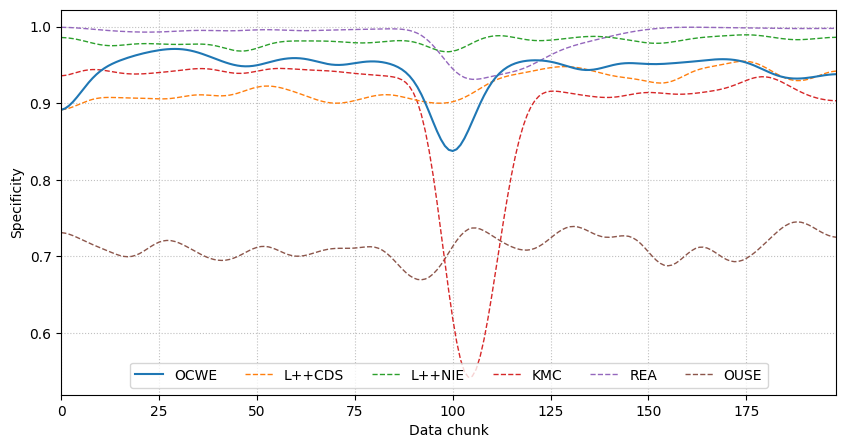 1.0
0.9
0.8
0.7
0.6
Specificity
OCWE L++CDS L++NIE KMC REA OUSE
0 25 50 75 100 125 150 175
Data chunk